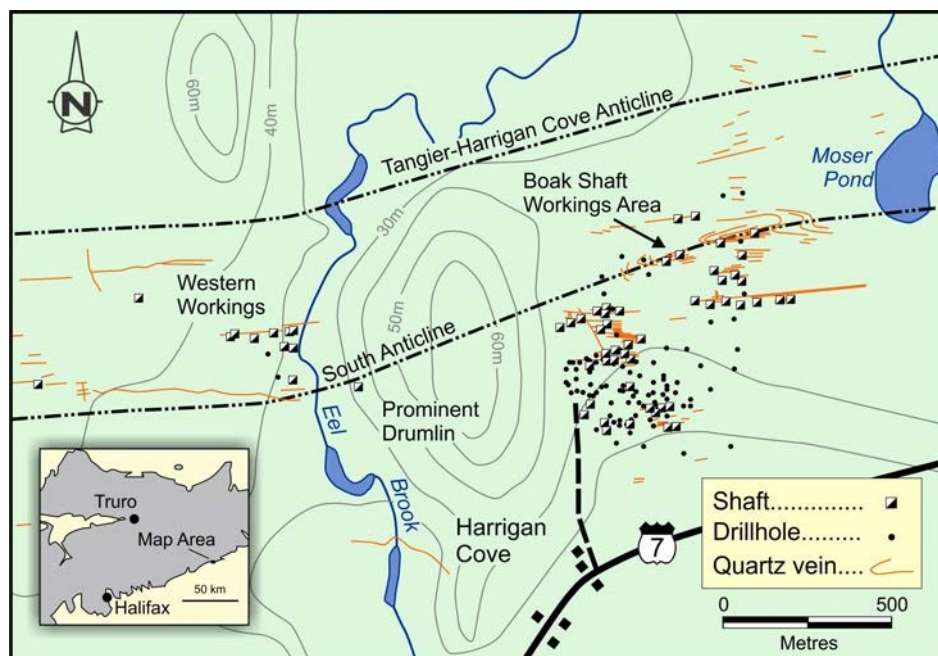 60m
40m
N
Tangier-Harrigan Cove Anticline
Moser
Pond
Boak Shaft
Workings Area
30m
Western
Workings
50m
60m
South Anticline
Prominent
Drumlin
Eel
Brook
Harrigan
Cove
7
Truro
Map Area
50 km
Halifax
Shaft..............
Drillhole.........
Quartz vein....
0 500
Metres